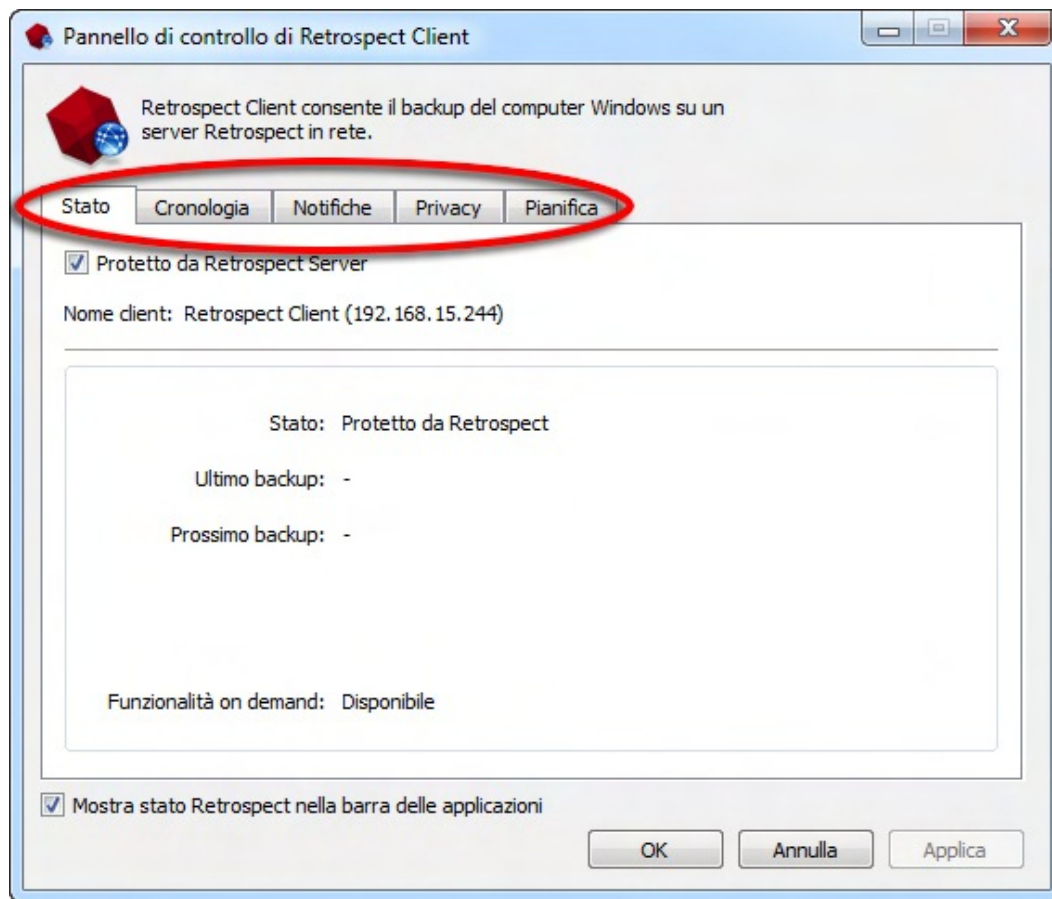 Pannello di controllo di Retrospect Client
Retrospect Client consente il backup del computer Windows su un
server Retrospect in rete.
Stato Cronologia Notifiche Privacy Pianifica
Protetto da Retrospect Server
Nome client: Retrospect Client (192.168.15.244)
Stato: Protetto da Retrospect
Ultimo backup: -
Prossimo backup: -
Funzionalità on demand: Disponibile
Mostra stato Retrospect nella barra delle applicazioni
OK Annulla Applica